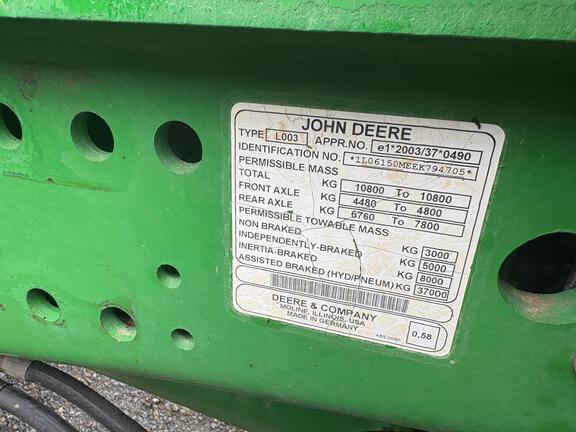 JOHN DEERE
TYPE L003 APPR.NO. e1*2003/37*0490
IDENTIFICATION NO. *1L06150MEEK794705*
PERMISSIBLE MASS
TOTAL KG 10800 To 10800
FRONT AXLE KG 4480 To 4800
REAR AXLE KG 6760 To 7800
PERMISSIBLE TOWABLE MASS
NON BRAKED KG 3000
INDEPENDENTLY-BRAKED KG 5000
INERTIA-BRAKED KG 8000
ASSISTED BRAKED (HYD/PNEUM) KG 37000
DEERE & COMPANY
MOLINE, ILLINOIS, USA
MADE IN GERMANY
0,58